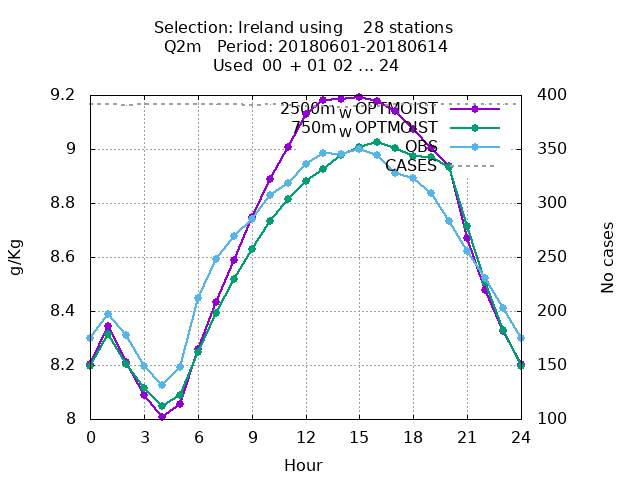 Selection: Ireland using 28 stations
Q2m Period: 20180601-20180614
Used 00 + 01 02 ... 24
9.2
9
8.8
8.6
8.4
8.2
8
400
350
300
250
200
150
100
2500m w OPTMOIST
750m w OPTMOIST
OBS
CASES
g/Kg
No cases
0 3 6 9 12 15 18 21 24
Hour